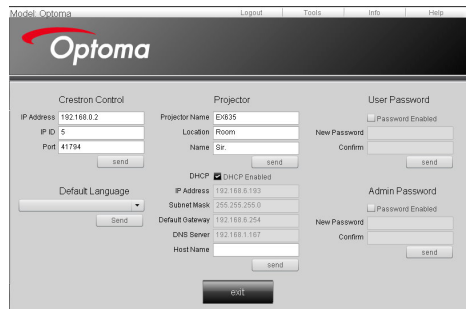 Model: Optoma
Logout Tools Info Help
Optoma
Crestron Control
IP Address 192.168.0.2
IP ID 5
Port 41794
send
Default Language
Send
Projector
Projector Name EX635
Location Room
Name Sir.
send
DHCP DHCP Enabled
IP Address 192.168.6.193
Subnet Mask 255.255.255.0
Default Gateway 192.168.6.254
DNS Server 192.168.1.167
Host Name
send
exit
User Password
Password Enabled
New Password
Confirm
send
Admin Password
Password Enabled
New Password
Confirm
send